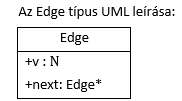 Az Edge típus UML leírása:
Edge
+v : N
+next: Edge*